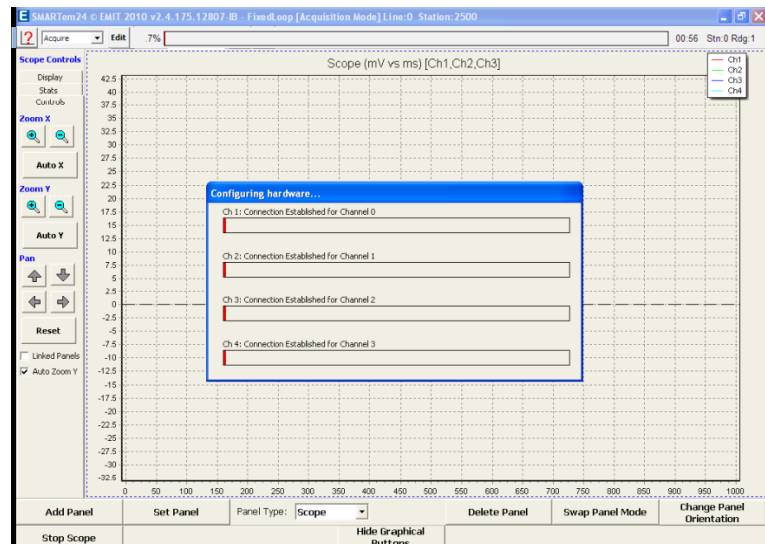 SMARTem24 © EMIT 2010 v2.4.175.12807-IB - FixedLoop [Acquisition Mode] Line:0 Station:2500
Acquire Edit .7% 00:56 Stn:0 Rdg:1
Scope Controls
Display
Stats
Controls
Zoom X
Auto X
Zoom Y
Auto Y
Pan
Reset
Linked Panels
Auto Zoom Y
Scope (mV vs ms) [Ch1,Ch2,Ch3]
Ch1
Ch2
Ch3
Ch4
42.5
40
37.5
35
32.5
30
27.5
25
22.5
20
17.5
15
12.5
10
7.5
5
2.5
0
-2.5
-5
-7.5
-10
-12.5
-15
-17.5
-20
-22.5
-25
-27.5
-30
-32.5
0 50 100 150 200 250 300 350 400 450 500 550 600 650 700 750 800 850 900 950 1000
Configuring hardware...
Ch 1: Connection Established for Channel 0
Ch 2: Connection Established for Channel 1
Ch 3: Connection Established for Channel 2
Ch 4: Connection Established for Channel 3
Add Panel Set Panel Panel Type: Scope Delete Panel Swap Panel Mode Change Panel
Orientation
Stop Scope Hide Graphical
Buttons